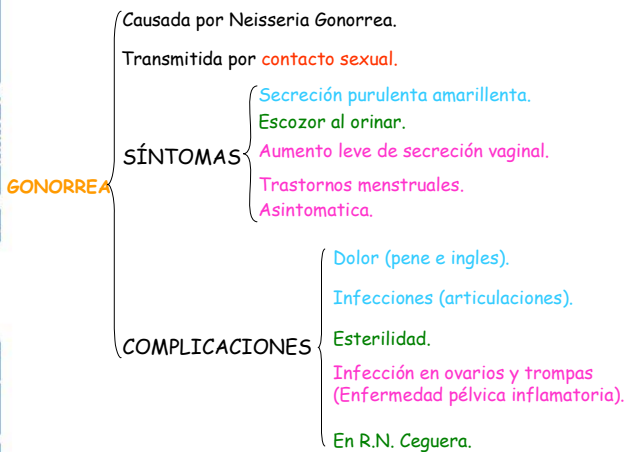 Causada por Neisseria Gonorrea.
Transmitida por contacto sexual.
Secreción purulenta amarillenta.
Escozor al orinar.
SÍNTOMAS
Aumento leve de secreción vaginal.
GONORREA
Trastornos menstruales.
Asintomatica.
Dolor (pene e ingles).
Infecciones (articulaciones).
COMPLICACIONES
Esterilidad.
Infección en ovarios y trompas
(Enfermedad pélvica inflamatoria).
En R.N. Ceguera.